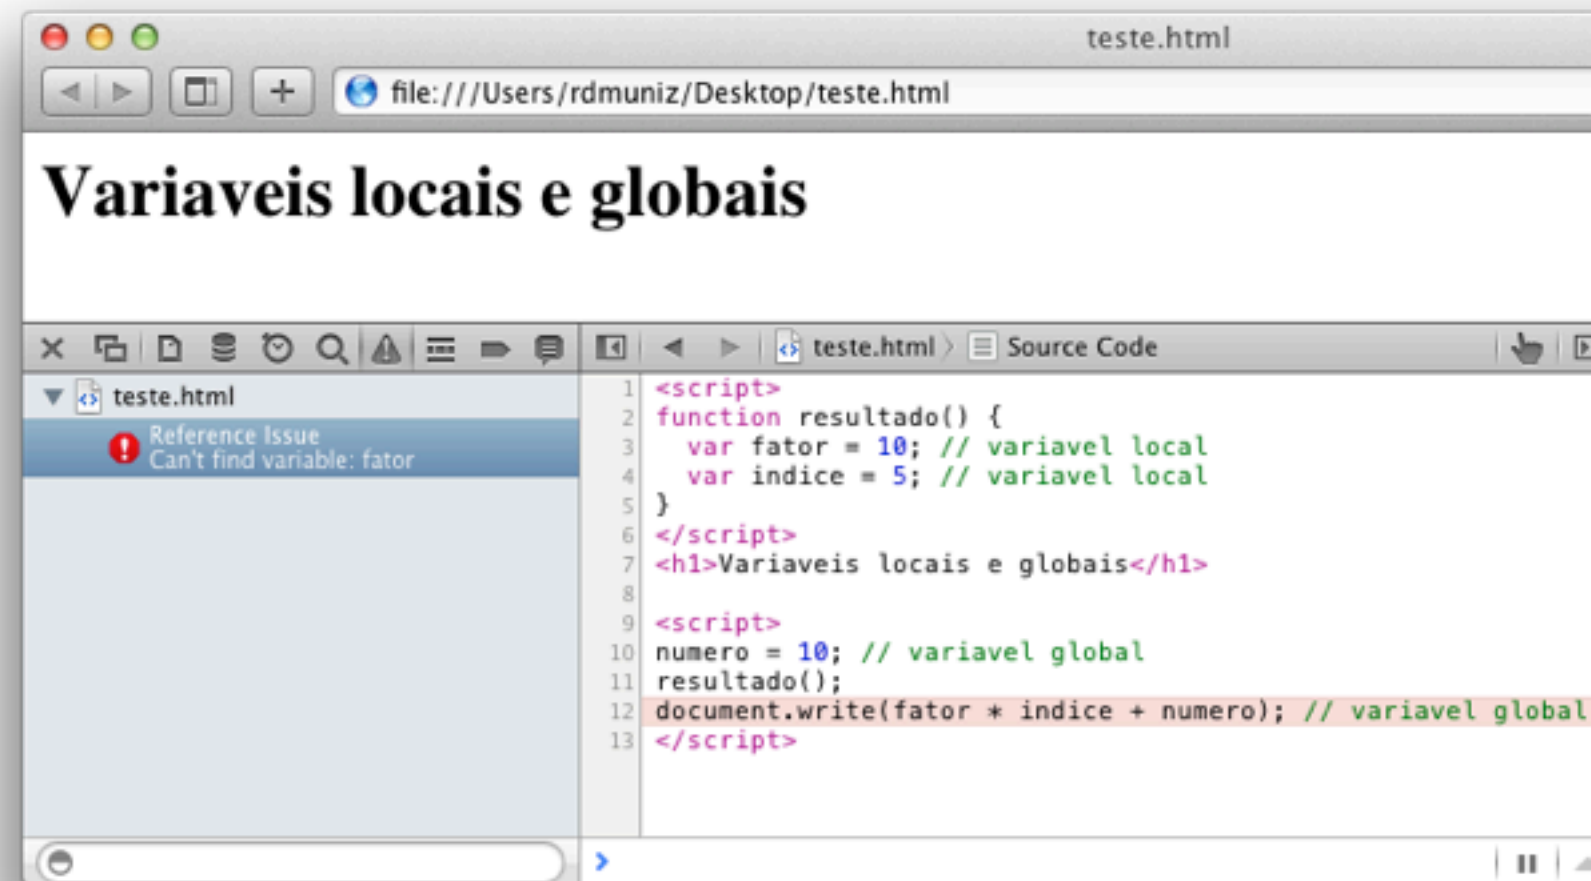 teste.html
file:///Users/rdmuniz/Desktop/teste.html
Variaveis locais e globais
teste.html
Source Code
teste.html
Reference Issue
Can't find variable: fator
1 <script>
2 function resultado() {
3 var fator = 10; // variavel local
4 var indice = 5; // variavel local
5 }
6 </script>
7 <h1>Variaveis locais e globais</h1>
8
9 <script>
10 numero = 10; // variavel global
11 resultado();
12 document.write(fator * indice + numero); // variavel global
13 </script>